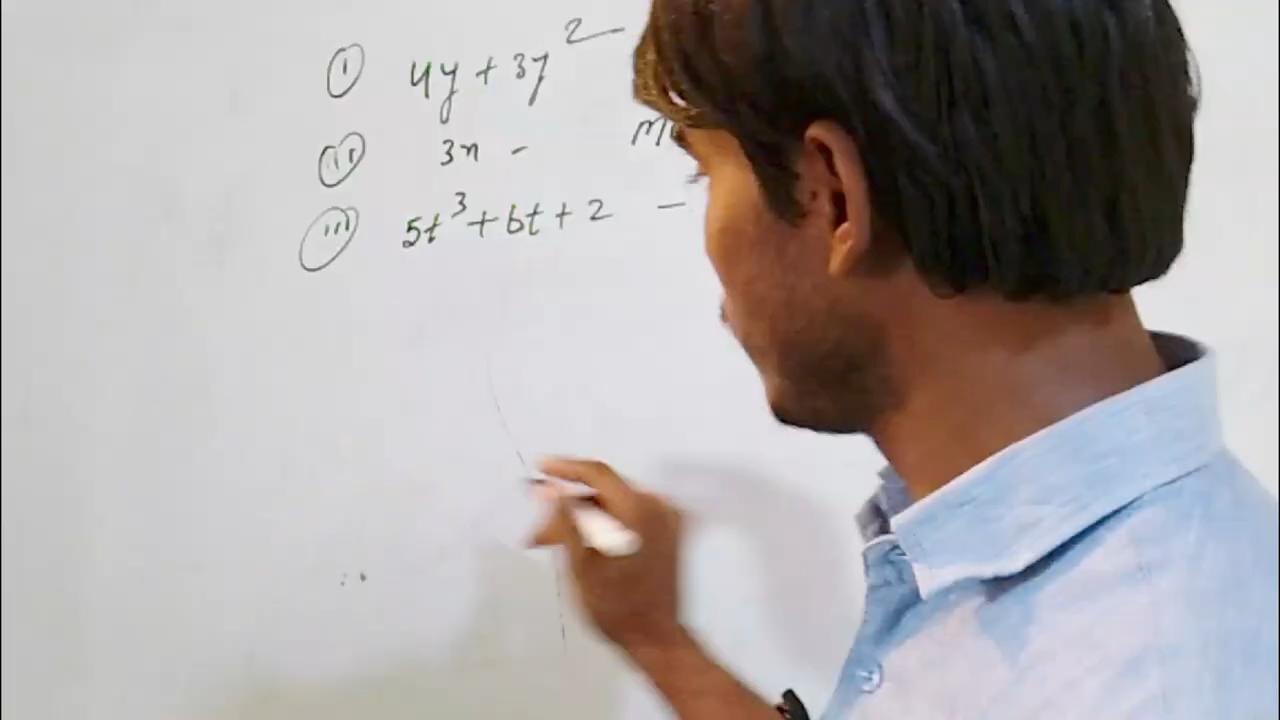 (i) 4y + 3y² -
(ii) 3x - M
(iii) 5t³ + 6t + 2 -